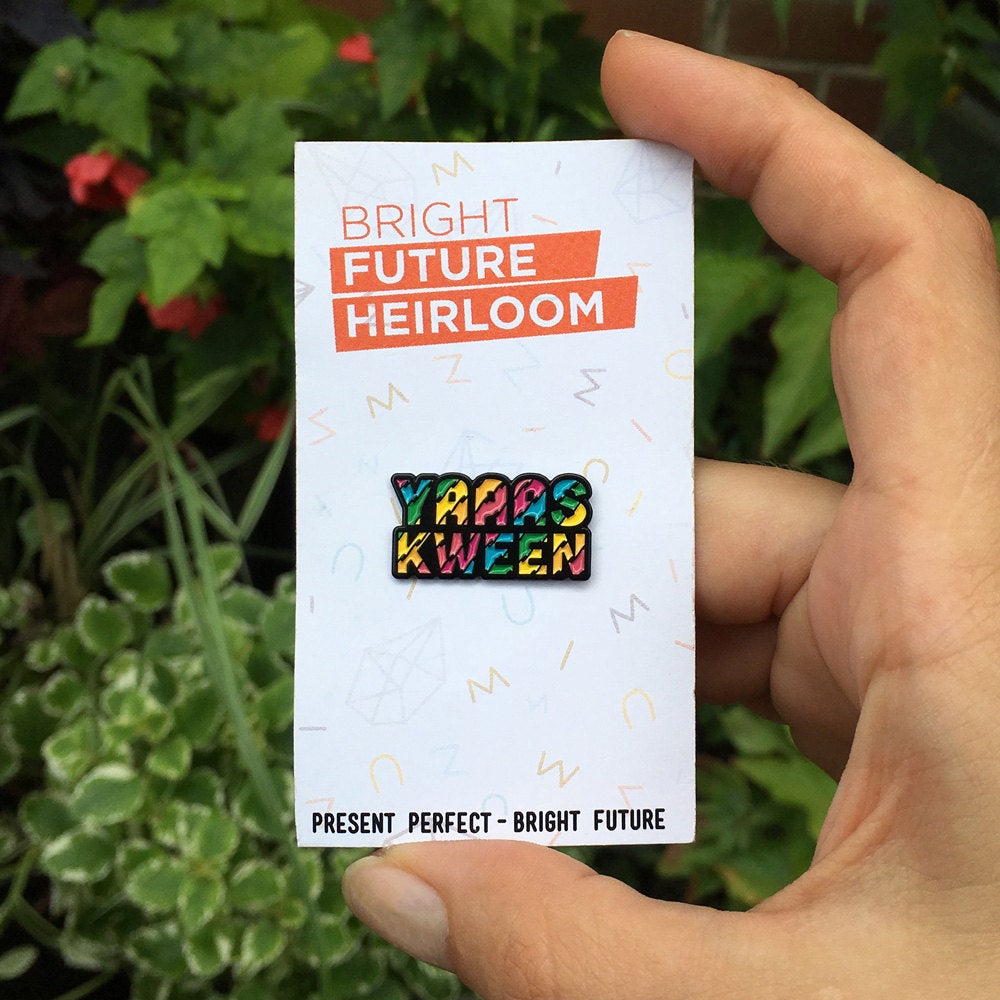 BRIGHT
FUTURE
HEIRLOOM
YAAAS
KWEEN
PRESENT PERFECT - BRIGHT FUTURE